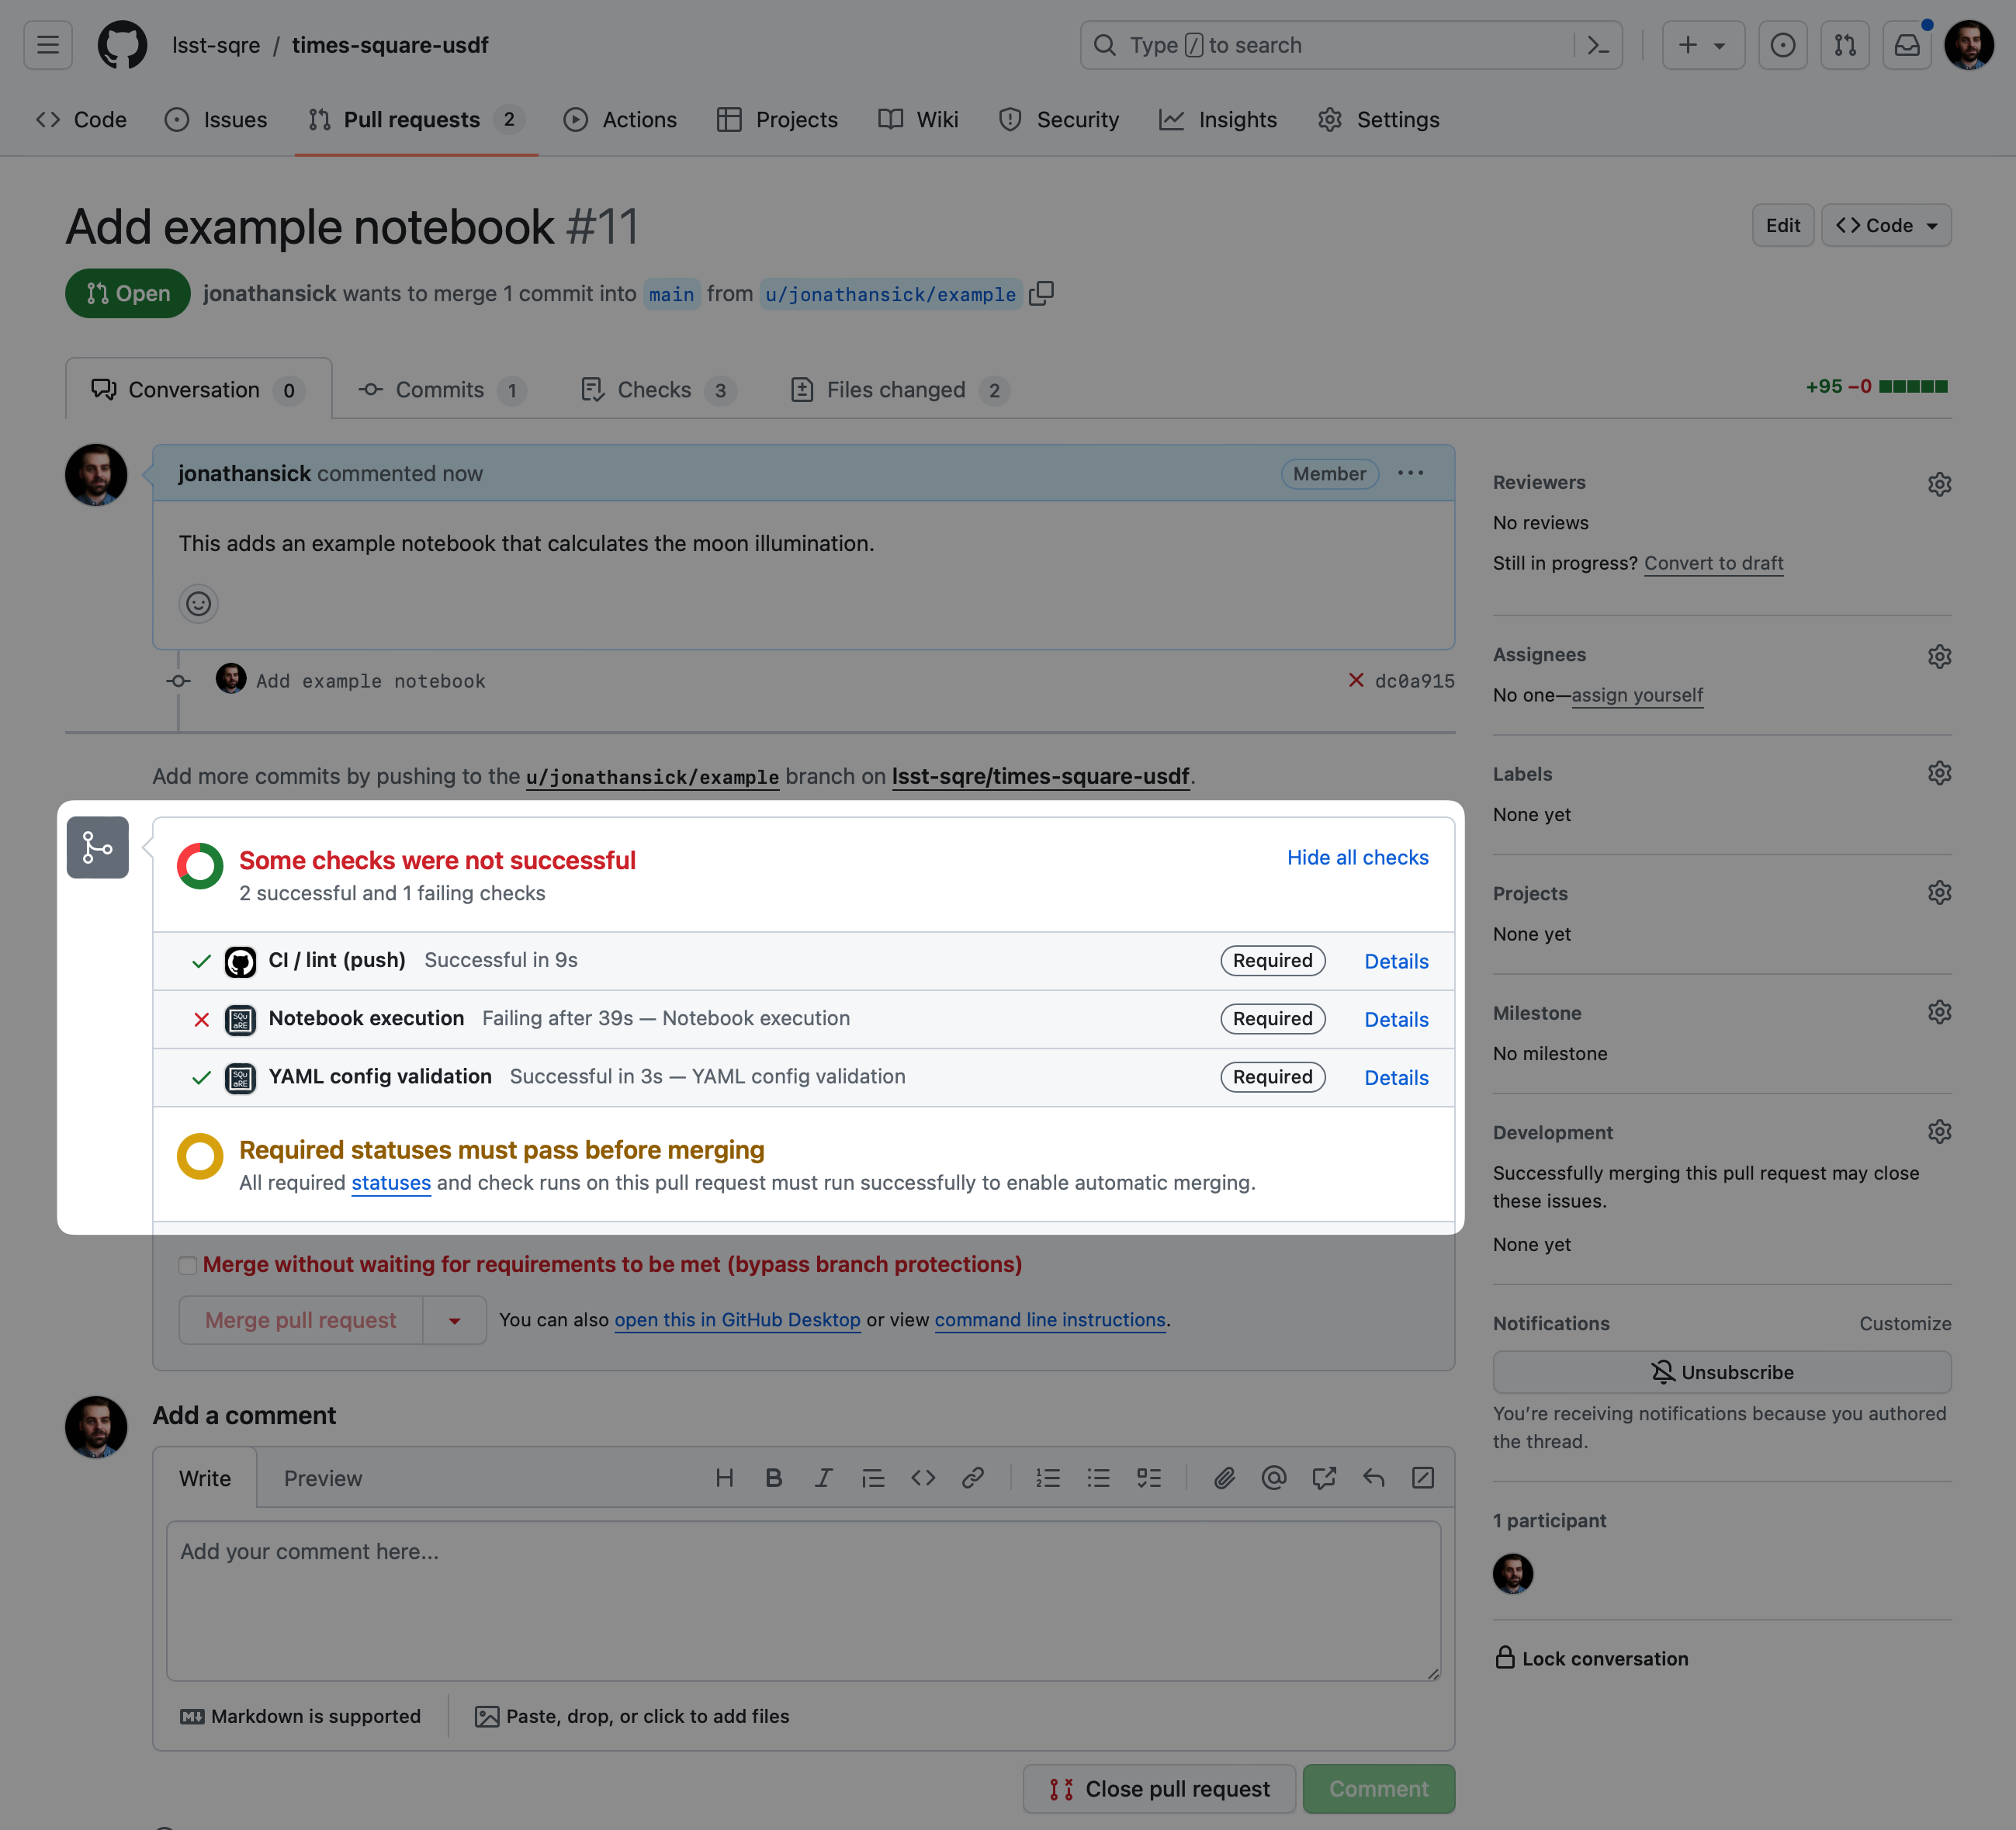 lsst-sqre / times-square-usdf
Type / to search
Code
Issues
Pull requests 2
Actions
Projects
Wiki
Security
Insights
Settings
Add example notebook #11
Edit
<> Code
Open
jonathansick wants to merge 1 commit into main from u/jonathansick/example
Conversation 0
Commits 1
Checks 3
Files changed 2
+95 −0
jonathansick commented now
Member
This adds an example notebook that calculates the moon illumination.
Add example notebook
dc0a915
Add more commits by pushing to the u/jonathansick/example branch on lsst-sqre/times-square-usdf.
Some checks were not successful
Hide all checks
2 successful and 1 failing checks
CI / lint (push) Successful in 9s
Required
Details
SQuaRE
Notebook execution Failing after 39s — Notebook execution
Required
Details
SQuaRE
YAML config validation Successful in 3s — YAML config validation
Required
Details
Required statuses must pass before merging
All required statuses and check runs on this pull request must run successfully to enable automatic merging.
Merge without waiting for requirements to be met (bypass branch protections)
Merge pull request
You can also open this in GitHub Desktop or view command line instructions.
Add a comment
Write
Preview
Add your comment here...
Markdown is supported
Paste, drop, or click to add files
Close pull request
Comment
Reviewers
No reviews
Still in progress? Convert to draft
Assignees
No one—assign yourself
Labels
None yet
Projects
None yet
Milestone
No milestone
Development
Successfully merging this pull request may close
these issues.
None yet
Notifications
Customize
Unsubscribe
You’re receiving notifications because you authored
the thread.
1 participant
Lock conversation